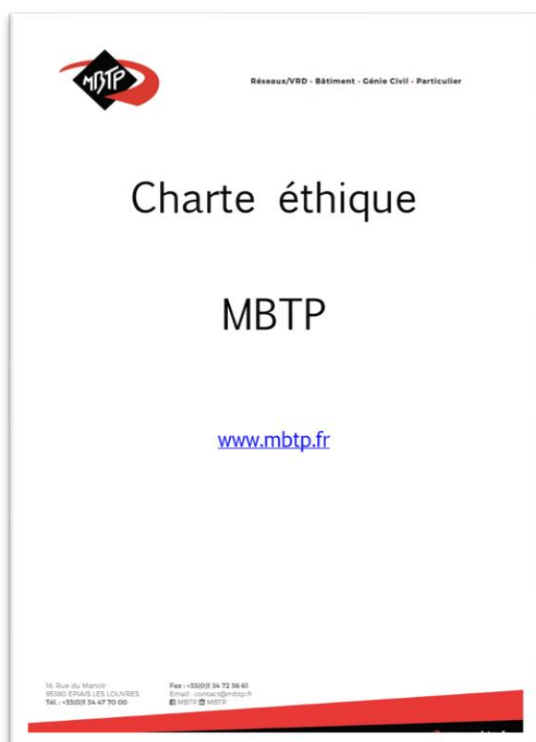 MBTP
Réseaux/VRD - Bâtiment - Génie Civil - Particulier
Charte éthique
MBTP
www.mbtp.fr
16 Rue du Manoir
95380 EPIAIS LES LOUVRES
Tél. : +33(0)1 34 47 70 00
Fax : +33(0)1 34 72 36 61
Email : contact@mbtp.fr
MBTP MBTP